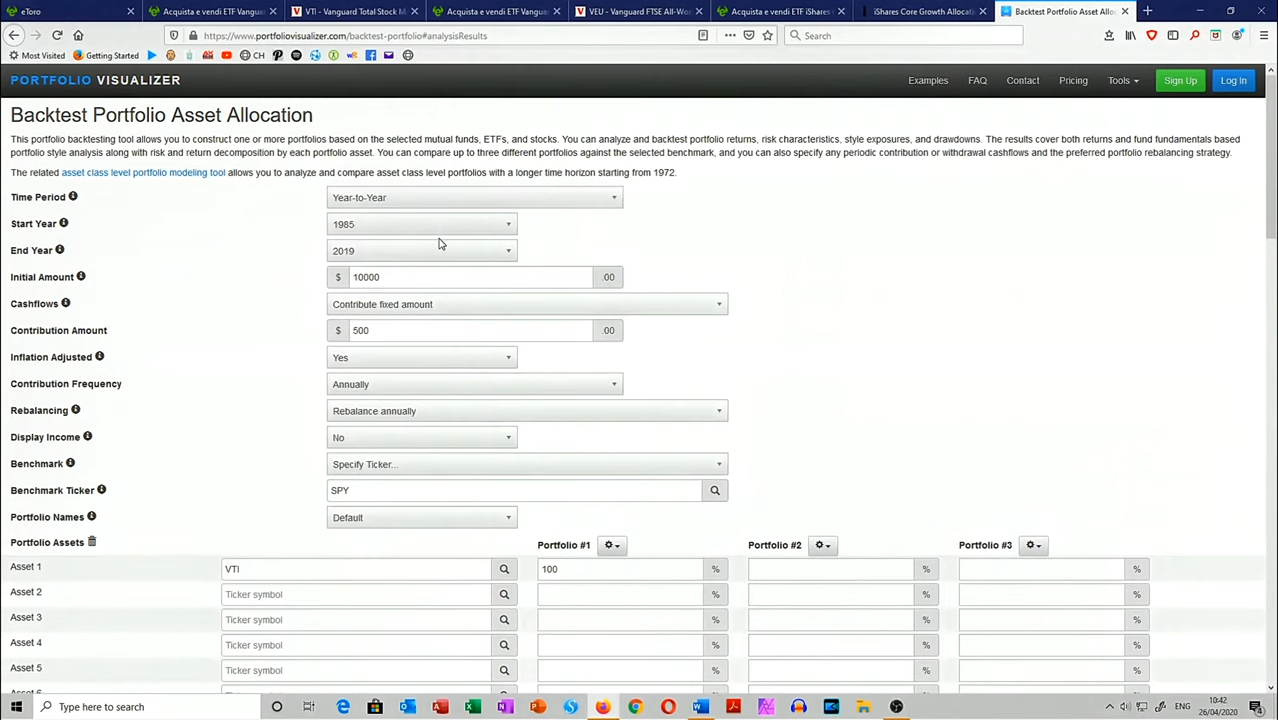 eToro
Acquista e vendi ETF Vanguard
VTI - Vanguard Total Stock M
Acquista e vendi ETF Vanguard
VEU - Vanguard FTSE All-Wo
Acquista e vendi ETF iShares C
iShares Core Growth Allocatio
Backtest Portfolio Asset Alloc
https://www.portfoliovisualizer.com/backtest-portfolio#analysisResults
Search
Most Visited
Getting Started
CH
PORTFOLIO VISUALIZER
Examples
FAQ
Contact
Pricing
Tools
Sign Up
Log In
Backtest Portfolio Asset Allocation
This portfolio backtesting tool allows you to construct one or more portfolios based on the selected mutual funds, ETFs, and stocks. You can analyze and backtest portfolio returns, risk characteristics, style exposures, and drawdowns. The results cover both returns and fund fundamentals based
portfolio style analysis along with risk and return decomposition by each portfolio asset. You can compare up to three different portfolios against the selected benchmark, and you can also specify any periodic contribution or withdrawal cashflows and the preferred portfolio rebalancing strategy.
The related asset class level portfolio modeling tool allows you to analyze and compare asset class level portfolios with a longer time horizon starting from 1972.
Time Period Year-to-Year
Start Year 1985
End Year 2019
Initial Amount $ 10000 .00
Cashflows Contribute fixed amount
Contribution Amount $ 500 .00
Inflation Adjusted Yes
Contribution Frequency Annually
Rebalancing Rebalance annually
Display Income No
Benchmark Specify Ticker...
Benchmark Ticker SPY
Portfolio Names Default
Portfolio Assets Portfolio #1 Portfolio #2 Portfolio #3
Asset 1 VTI 100 % % %
Asset 2 Ticker symbol % % %
Asset 3 Ticker symbol % % %
Asset 4 Ticker symbol % % %
Asset 5 Ticker symbol % % %
Type here to search
ENG
10:42
26/04/2020